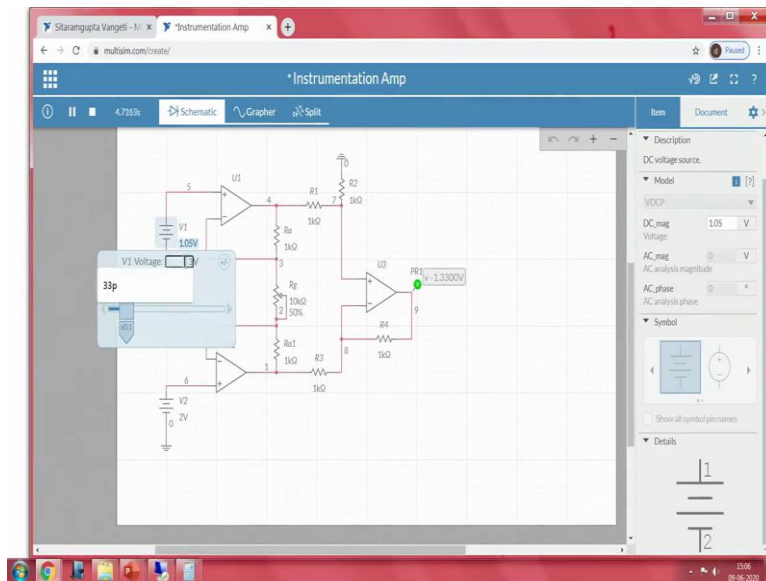 Sitaramgupta Vangeti - M x
*Instrumentation Amp x
multisim.com/create/
d Paused
* Instrumentation Amp
?
4.7263s
Schematic
Grapher
Split
Item
Document
Description
DC voltage source.
Model
[?]
VDCP
DC_mag
1.05 V
Voltage
AC_mag
0 V
AC analysis magnitude
AC_phase
0 °
AC analysis phase
Symbol
Show all symbol pin names
Details
1
2
0
R2
1kΩ
U1
5
4
R1
7
1kΩ
V1
1.05V
Ra
1kΩ
3
V1 Voltage:
V
33p
Rg
10kΩ
50%
2
U3
PR1
V
v -1.3300V
9
R4
1kΩ
8
Ra1
1kΩ
1
R3
1kΩ
6
V2
2V
0
15:06
09-06-2020